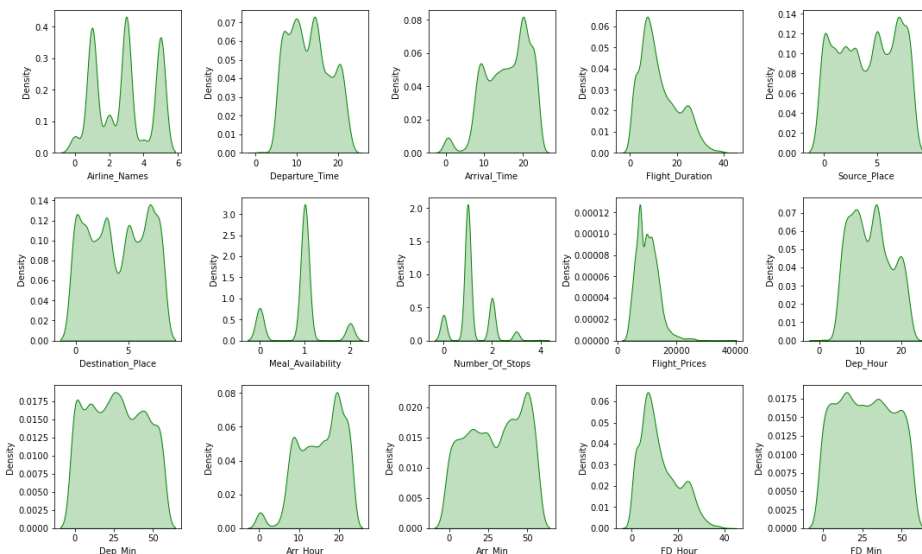 Density
0.4
0.3
0.2
0.1
0.0
0 2 4 6
Airline_Names
Density
0.07
0.06
0.05
0.04
0.03
0.02
0.01
0.00
0 10 20
Departure_Time
Density
0.08
0.06
0.04
0.02
0.00
0 10 20
Arrival_Time
Density
0.06
0.05
0.04
0.03
0.02
0.01
0.00
0 20 40
Flight_Duration
Density
0.14
0.12
0.10
0.08
0.06
0.04
0.02
0.00
0 5
Source_Place
Density
0.14
0.12
0.10
0.08
0.06
0.04
0.02
0.00
0 5
Destination_Place
Density
3.0
2.5
2.0
1.5
1.0
0.5
0.0
0 1 2
Meal_Availability
Density
2.0
1.5
1.0
0.5
0.0
0 2 4
Number_Of_Stops
Density
0.00012
0.00010
0.00008
0.00006
0.00004
0.00002
0.00000
0 20000 40000
Flight_Prices
Density
0.07
0.06
0.05
0.04
0.03
0.02
0.01
0.00
0 10 20
Dep_Hour
Density
0.0175
0.0150
0.0125
0.0100
0.0075
0.0050
0.0025
0.0000
0 25 50
Dep_Min
Density
0.08
0.06
0.04
0.02
0.00
0 10 20
Arr_Hour
Density
0.020
0.015
0.010
0.005
0.000
0 25 50
Arr_Min
Density
0.06
0.05
0.04
0.03
0.02
0.01
0.00
0 20 40
FD_Hour
Density
0.0175
0.0150
0.0125
0.0100
0.0075
0.0050
0.0025
0.0000
0 25 50
FD_Min